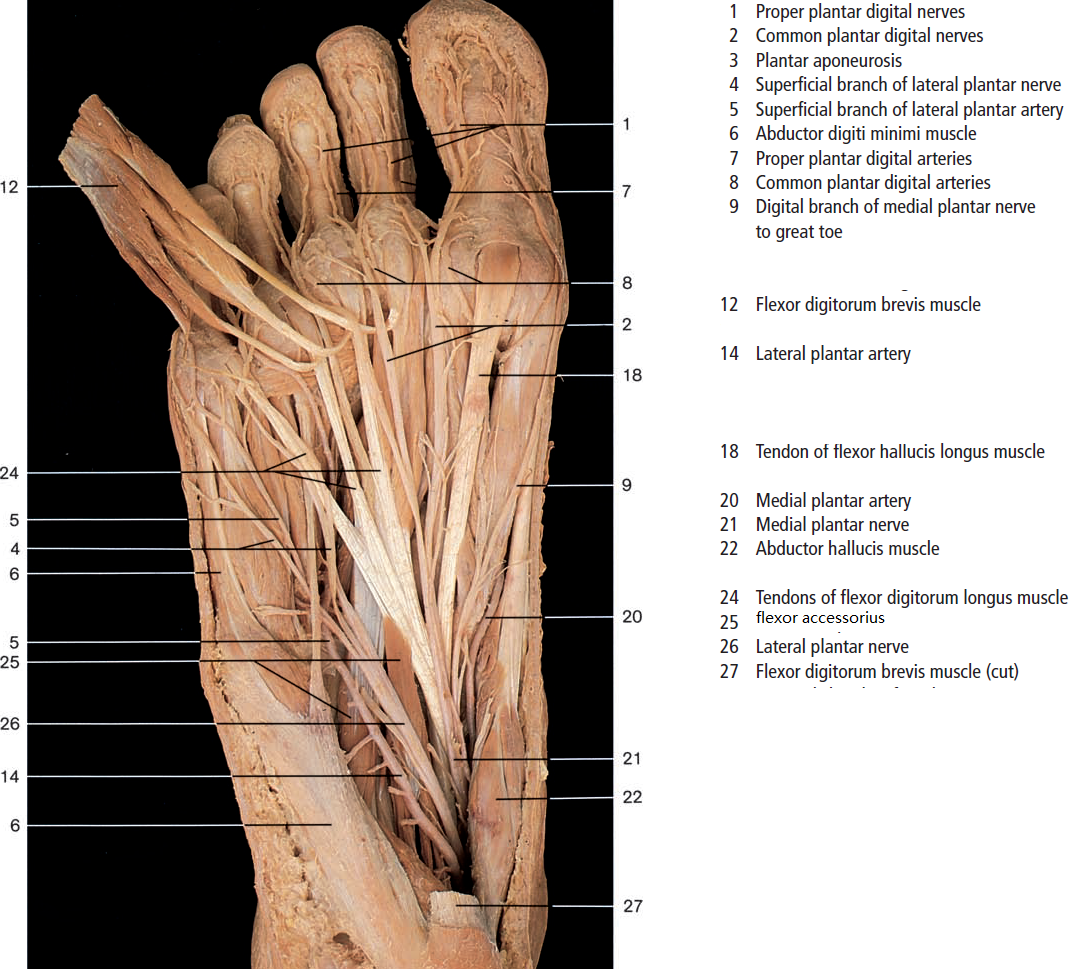 1 Proper plantar digital nerves
2 Common plantar digital nerves
3 Plantar aponeurosis
4 Superficial branch of lateral plantar nerve
5 Superficial branch of lateral plantar artery
6 Abductor digiti minimi muscle
7 Proper plantar digital arteries
8 Common plantar digital arteries
9 Digital branch of medial plantar nerve
to great toe
12 Flexor digitorum brevis muscle
14 Lateral plantar artery
18 Tendon of flexor hallucis longus muscle
20 Medial plantar artery
21 Medial plantar nerve
22 Abductor hallucis muscle
24 Tendons of flexor digitorum longus muscle
25 flexor accessorius
26 Lateral plantar nerve
27 Flexor digitorum brevis muscle (cut)
12
24
5
4
6
5
25
26
14
6
1
7
8
2
18
9
20
21
22
27